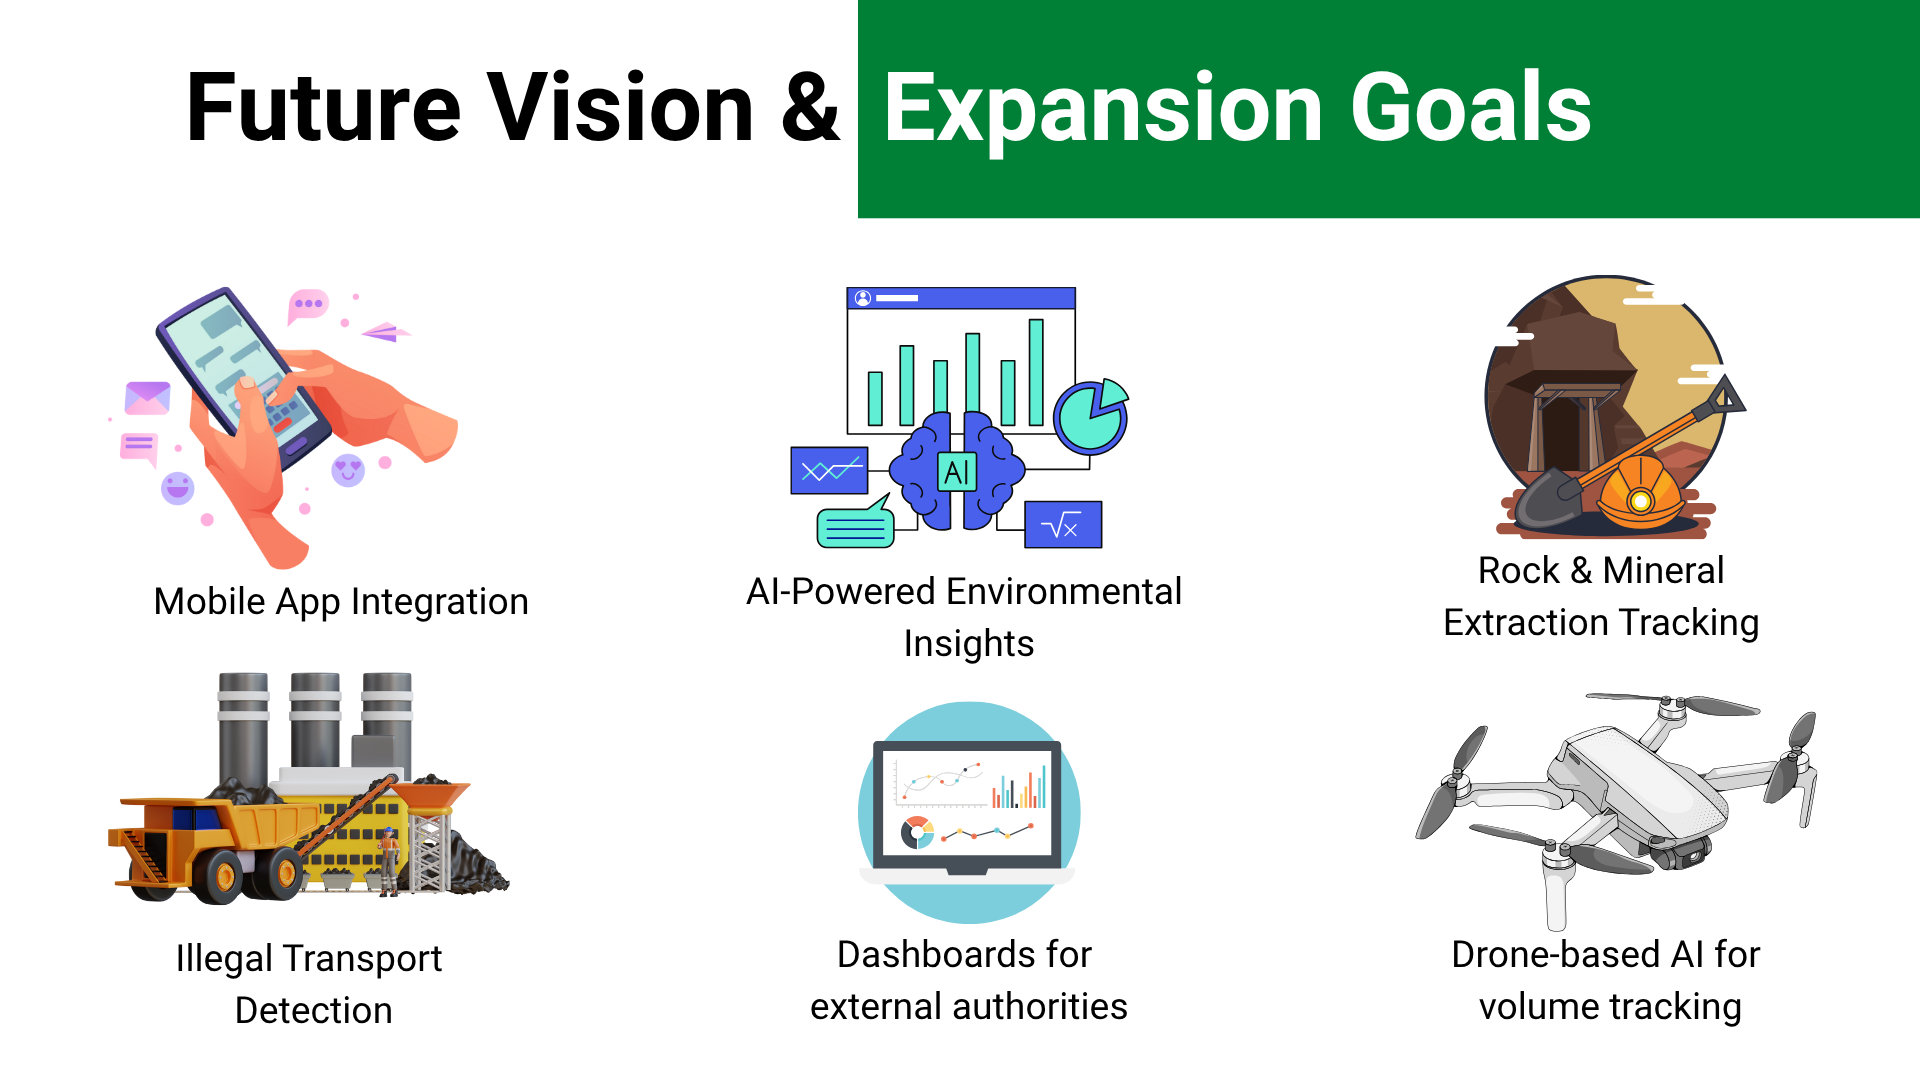 Future Vision & Expansion Goals
AI
√x
Mobile App Integration
AI-Powered Environmental
Insights
Rock & Mineral
Extraction Tracking
Illegal Transport
Detection
Dashboards for
external authorities
Drone-based AI for
volume tracking